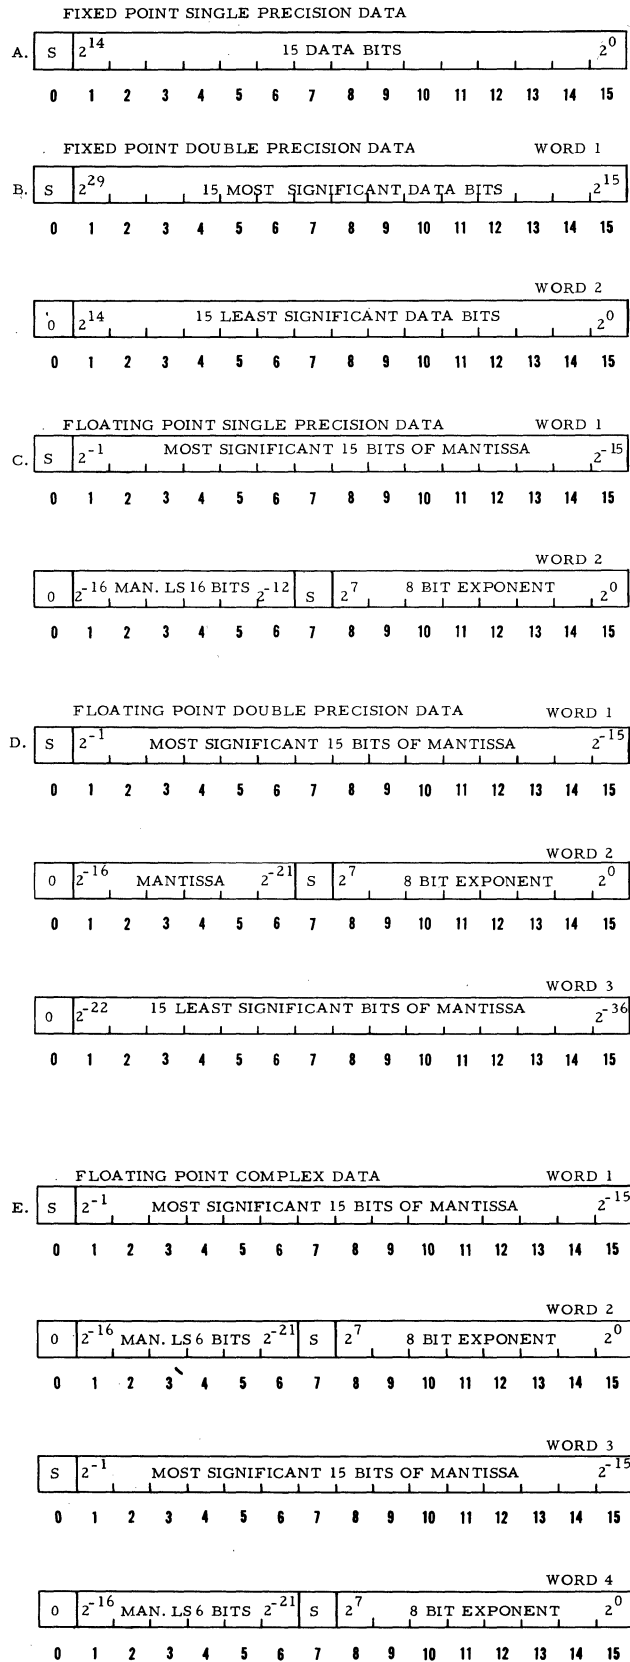 FIXED POINT SINGLE PRECISION DATA
A. S 2^14 15 DATA BITS 2^0
0 1 2 3 4 5 6 7 8 9 10 11 12 13 14 15
FIXED POINT DOUBLE PRECISION DATA WORD 1
B. S 2^29 15 MOST SIGNIFICANT DATA BITS 2^15
0 1 2 3 4 5 6 7 8 9 10 11 12 13 14 15
WORD 2
0 2^14 15 LEAST SIGNIFICANT DATA BITS 2^0
0 1 2 3 4 5 6 7 8 9 10 11 12 13 14 15
FLOATING POINT SINGLE PRECISION DATA WORD 1
C. S 2^-1 MOST SIGNIFICANT 15 BITS OF MANTISSA 2^-15
0 1 2 3 4 5 6 7 8 9 10 11 12 13 14 15
WORD 2
0 2^-16 MAN. LS 16 BITS 2^-12 S 2^7 8 BIT EXPONENT 2^0
0 1 2 3 4 5 6 7 8 9 10 11 12 13 14 15
FLOATING POINT DOUBLE PRECISION DATA WORD 1
D. S 2^-1 MOST SIGNIFICANT 15 BITS OF MANTISSA 2^-15
0 1 2 3 4 5 6 7 8 9 10 11 12 13 14 15
WORD 2
0 2^-16 MANTISSA 2^-21 S 2^7 8 BIT EXPONENT 2^0
0 1 2 3 4 5 6 7 8 9 10 11 12 13 14 15
WORD 3
0 2^-22 15 LEAST SIGNIFICANT BITS OF MANTISSA 2^-36
0 1 2 3 4 5 6 7 8 9 10 11 12 13 14 15
FLOATING POINT COMPLEX DATA WORD 1
E. S 2^-1 MOST SIGNIFICANT 15 BITS OF MANTISSA 2^-15
0 1 2 3 4 5 6 7 8 9 10 11 12 13 14 15
WORD 2
0 2^-16 MAN. LS 6 BITS 2^-21 S 2^7 8 BIT EXPONENT 2^0
0 1 2 3 4 5 6 7 8 9 10 11 12 13 14 15
WORD 3
S 2^-1 MOST SIGNIFICANT 15 BITS OF MANTISSA 2^-15
0 1 2 3 4 5 6 7 8 9 10 11 12 13 14 15
WORD 4
0 2^-16 MAN. LS 6 BITS 2^-21 S 2^7 8 BIT EXPONENT 2^0
0 1 2 3 4 5 6 7 8 9 10 11 12 13 14 15